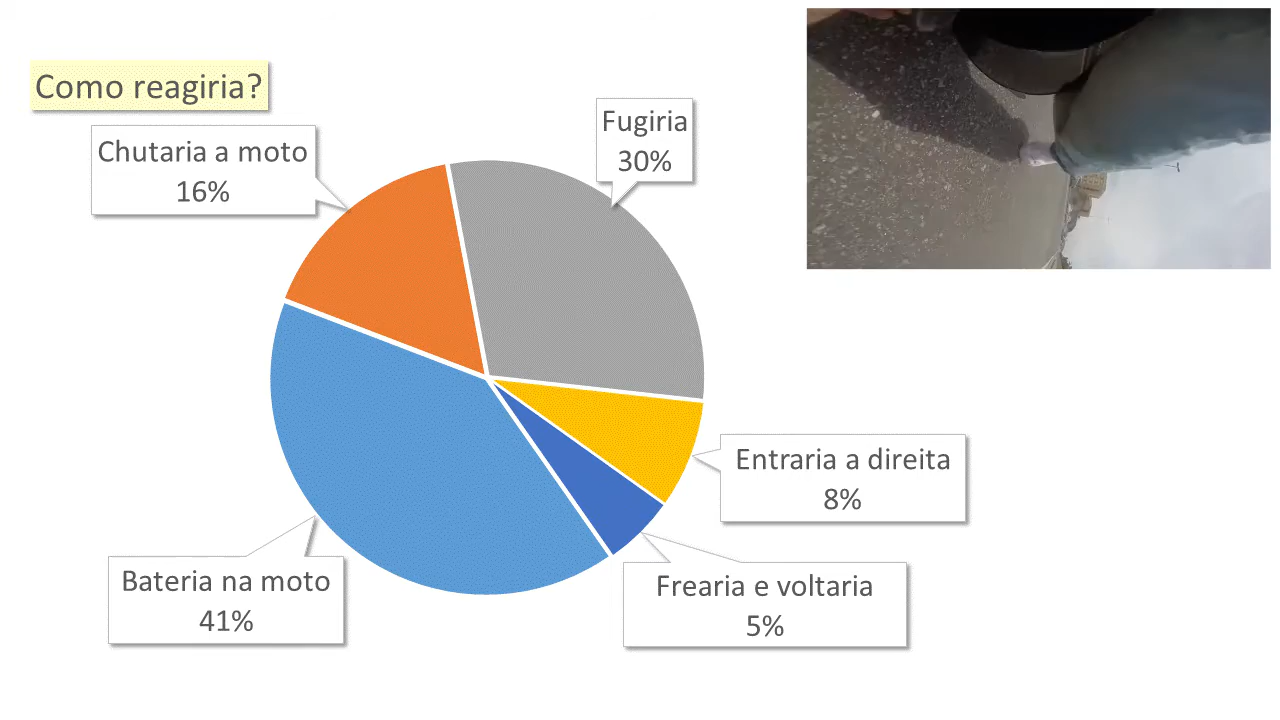 Como reagiria?
Chutaria a moto
16%
Fugiria
30%
Entraria a direita
8%
Frearia e voltaria
5%
Bateria na moto
41%